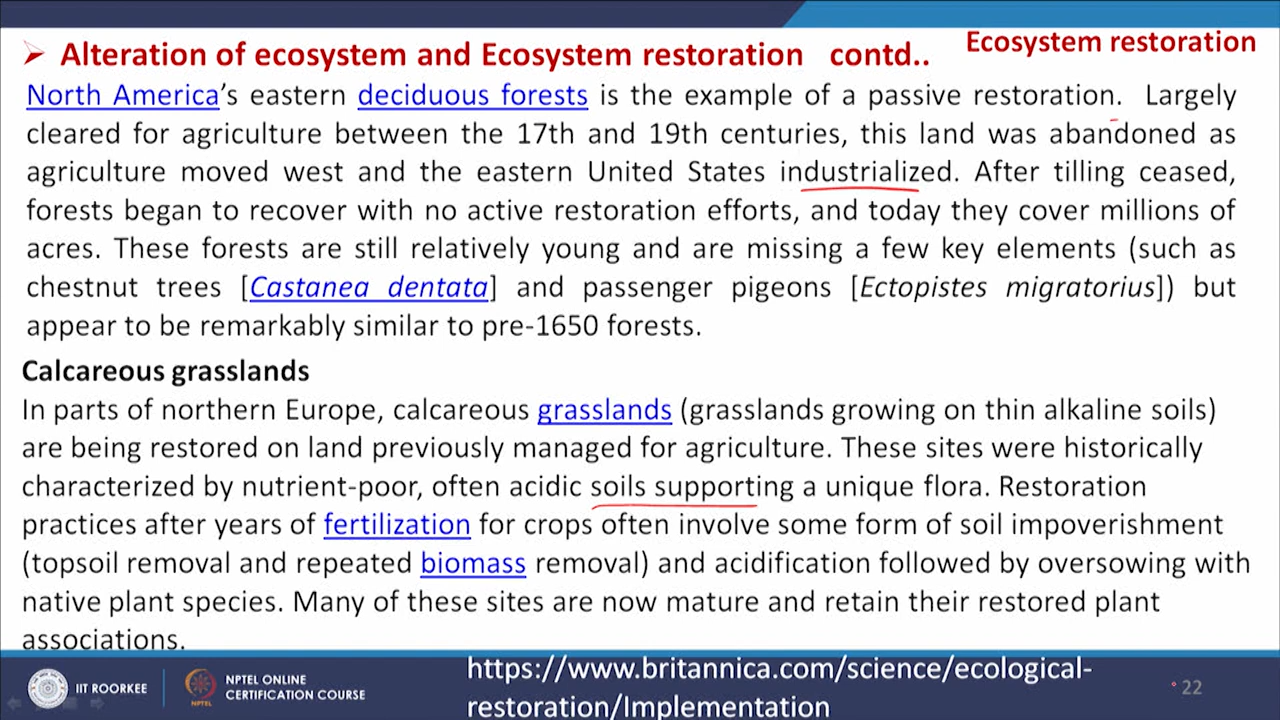 Alteration of ecosystem and Ecosystem restoration contd..
Ecosystem restoration
North America's eastern deciduous forests is the example of a passive restoration. Largely
cleared for agriculture between the 17th and 19th centuries, this land was abandoned as
agriculture moved west and the eastern United States industrialized. After tilling ceased,
forests began to recover with no active restoration efforts, and today they cover millions of
acres. These forests are still relatively young and are missing a few key elements (such as
chestnut trees [Castanea dentata] and passenger pigeons [Ectopistes migratorius]) but
appear to be remarkably similar to pre-1650 forests.
Calcareous grasslands
In parts of northern Europe, calcareous grasslands (grasslands growing on thin alkaline soils)
are being restored on land previously managed for agriculture. These sites were historically
characterized by nutrient-poor, often acidic soils supporting a unique flora. Restoration
practices after years of fertilization for crops often involve some form of soil impoverishment
(topsoil removal and repeated biomass removal) and acidification followed by oversowing with
native plant species. Many of these sites are now mature and retain their restored plant
associations.
https://www.britannica.com/science/ecological-
restoration/Implementation
IIT ROORKEE
NPTEL ONLINE
CERTIFICATION COURSE
NPTEL
22